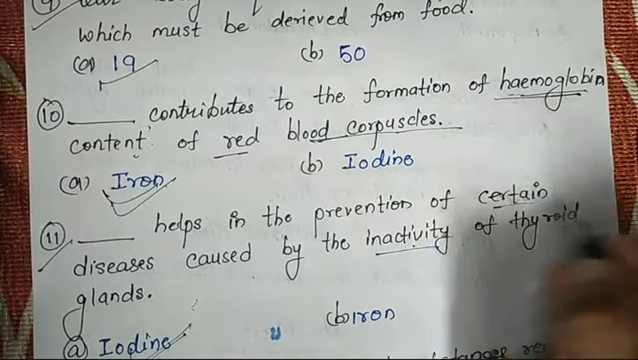 which must be derieved from food.
(a) 19 (b) 50
(10) ____ contributes to the formation of haemoglobin
content of red blood corpuscles.
(a) Iron (b) Iodine
(11) ____ helps in the prevention of certain
diseases caused by the inactivity of thyroid
glands.
(a) Iodine (b) iron